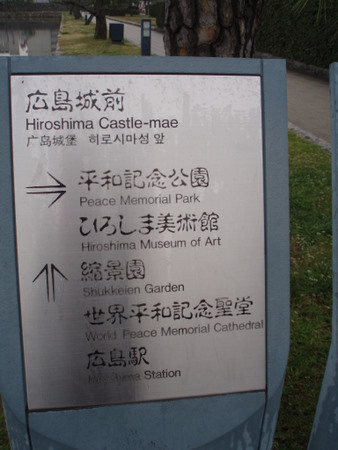 広島城前
Hiroshima Castle-mae
广岛城堡 히로시마성 앞
平和記念公園
Peace Memorial Park
ひろしま美術館
Hiroshima Museum of Art
縮景園
Shukkeien Garden
世界平和記念聖堂
World Peace Memorial Cathedral
広島駅
Hiroshima Station